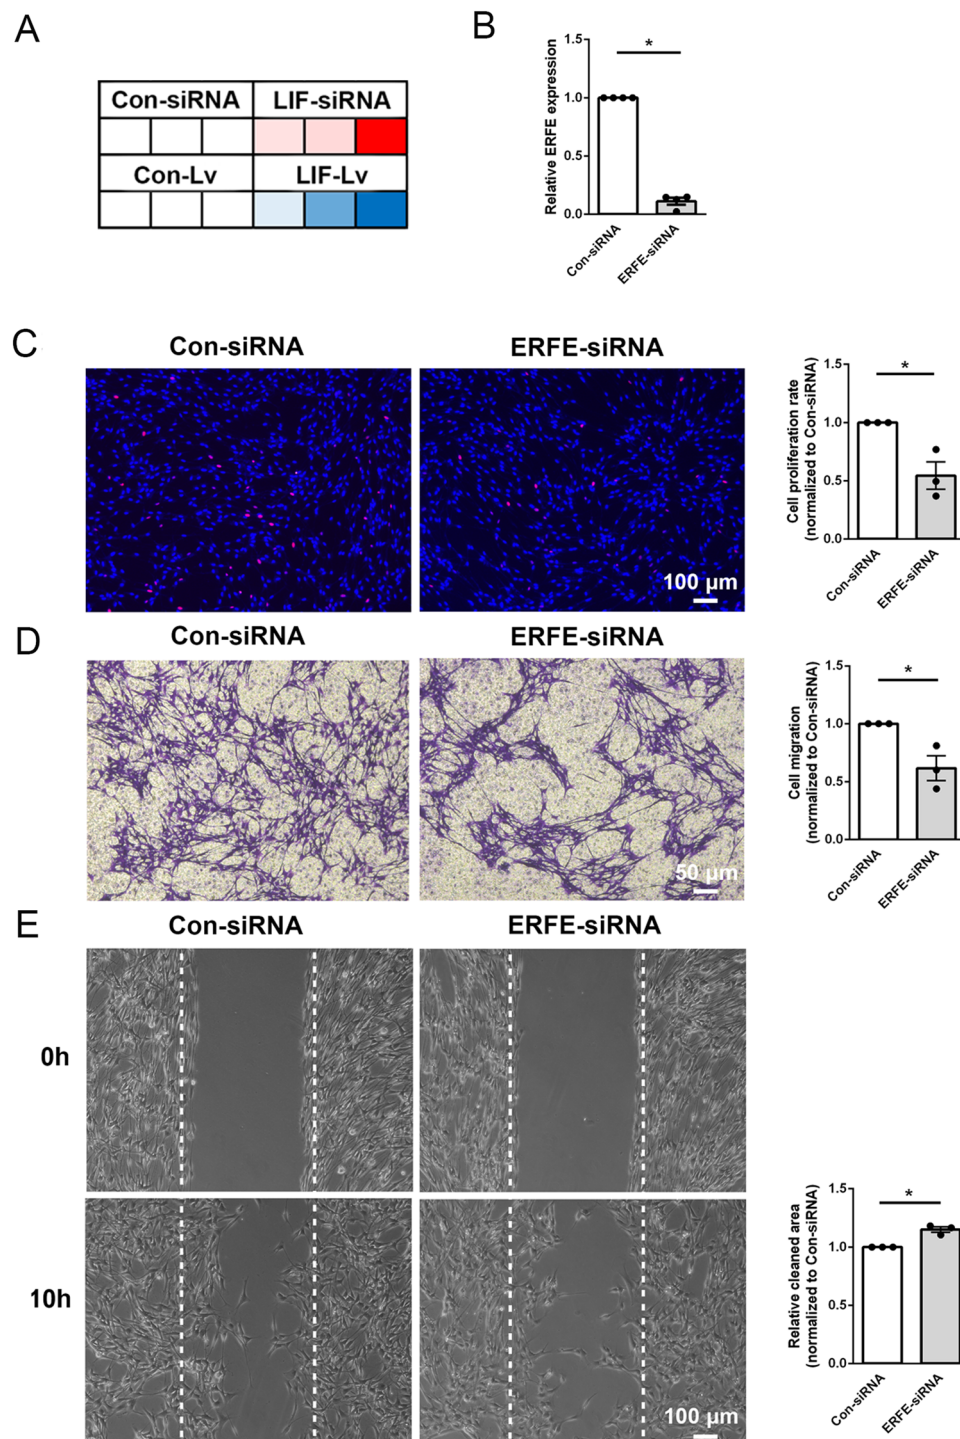 A
Con-siRNA LIF-siRNA
Con-Lv LIF-Lv
B
Relative ERFE expression
1.5
1.0
0.5
0.0
*
Con-siRNA
ERFE-siRNA
C
Con-siRNA
ERFE-siRNA
100 µm
Cell proliferation rate
(normalized to Con-siRNA)
1.5
1.0
0.5
0.0
*
Con-siRNA
ERFE-siRNA
D
Con-siRNA
ERFE-siRNA
50 µm
Cell migration
(normalized to Con-siRNA)
1.5
1.0
0.5
0.0
*
Con-siRNA
ERFE-siRNA
E
Con-siRNA
ERFE-siRNA
0h
10h
100 µm
Relative cleaned area
(normalized to Con-siRNA)
1.5
1.0
0.5
0.0
*
Con-siRNA
ERFE-siRNA